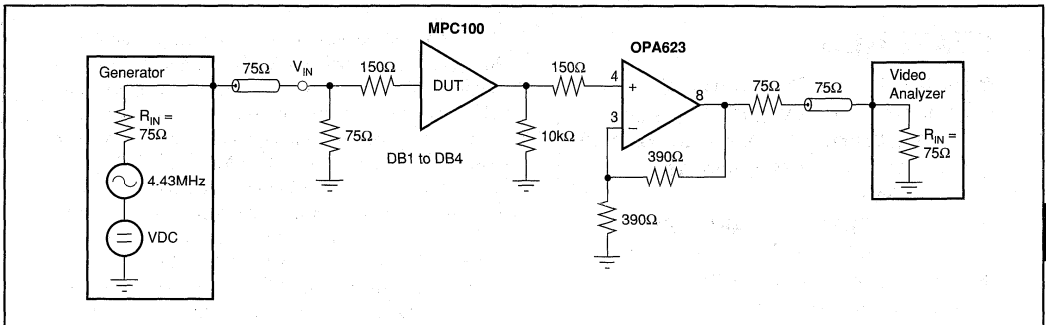 MPC100
OPA623
Generator
75Ω
V_IN
150Ω
150Ω
4
+
8
75Ω
75Ω
Video
Analyzer
DUT
R_IN =
75Ω
75Ω
10kΩ
3
−
R_IN =
75Ω
DB1 to DB4
390Ω
4.43MHz
390Ω
VDC